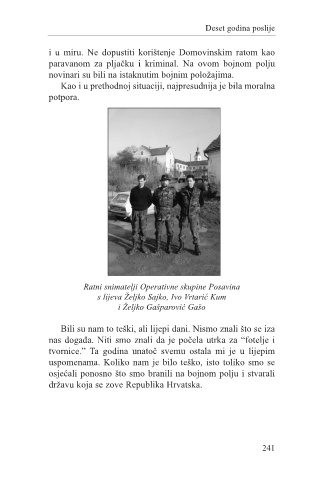 Deset godina poslije
i u miru. Ne dopustiti korištenje Domovinskim ratom kao
paravanom za pljačku i kriminal. Na ovom bojnom polju
novinari su bili na istaknutim bojnim položajima.
Kao i u prethodnoj situaciji, najpresudnija je bila moralna
potpora.
Ratni snimatelji Operativne skupine Posavina
s lijeva Željko Sajko, Ivo Vrtarić Kum
i Željko Gašparović Gašo
Bili su nam to teški, ali lijepi dani. Nismo znali što se iza
nas događa. Niti smo znali da je počela utrka za “fotelje i
tvornice.” Ta godina unatoč svemu ostala mi je u lijepim
uspomenama. Koliko nam je bilo teško, isto toliko smo se
osjećali ponosno što smo branili na bojnom polju i stvarali
državu koja se zove Republika Hrvatska.
241